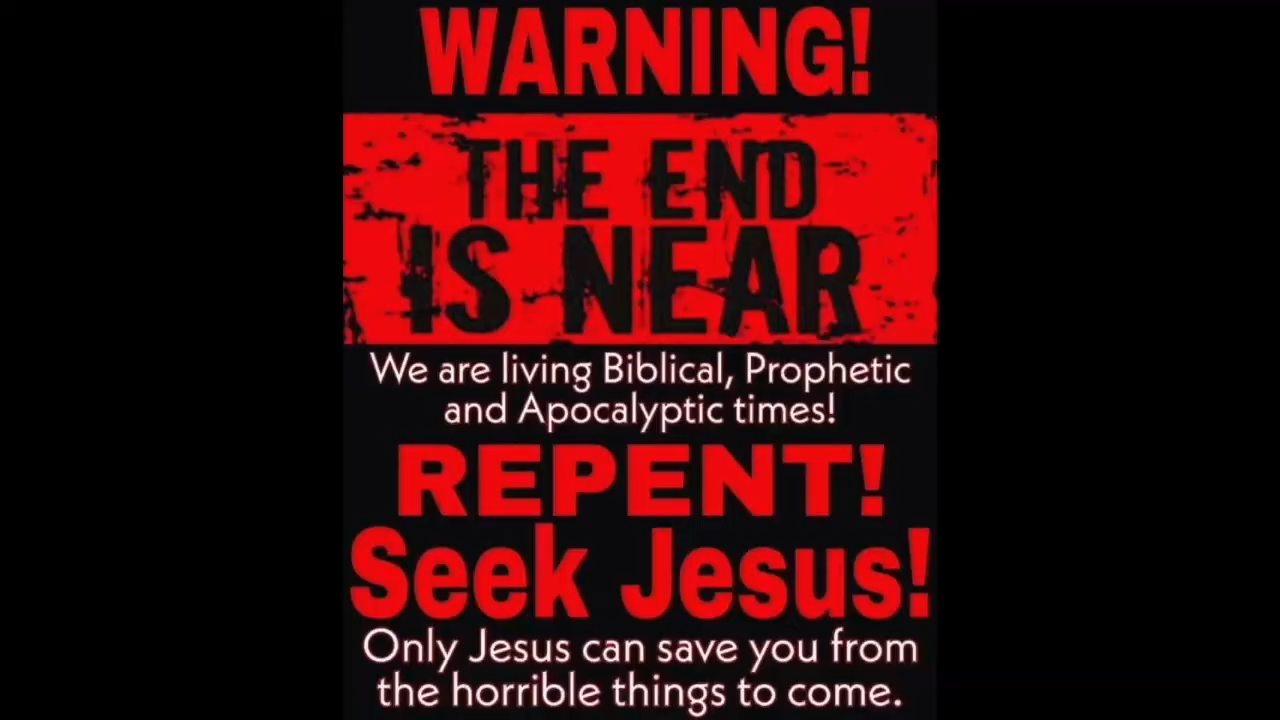 WARNING!
THE END
IS NEAR
We are living Biblical, Prophetic
and Apocalyptic times!
REPENT!
Seek Jesus!
Only Jesus can save you from
the horrible things to come.